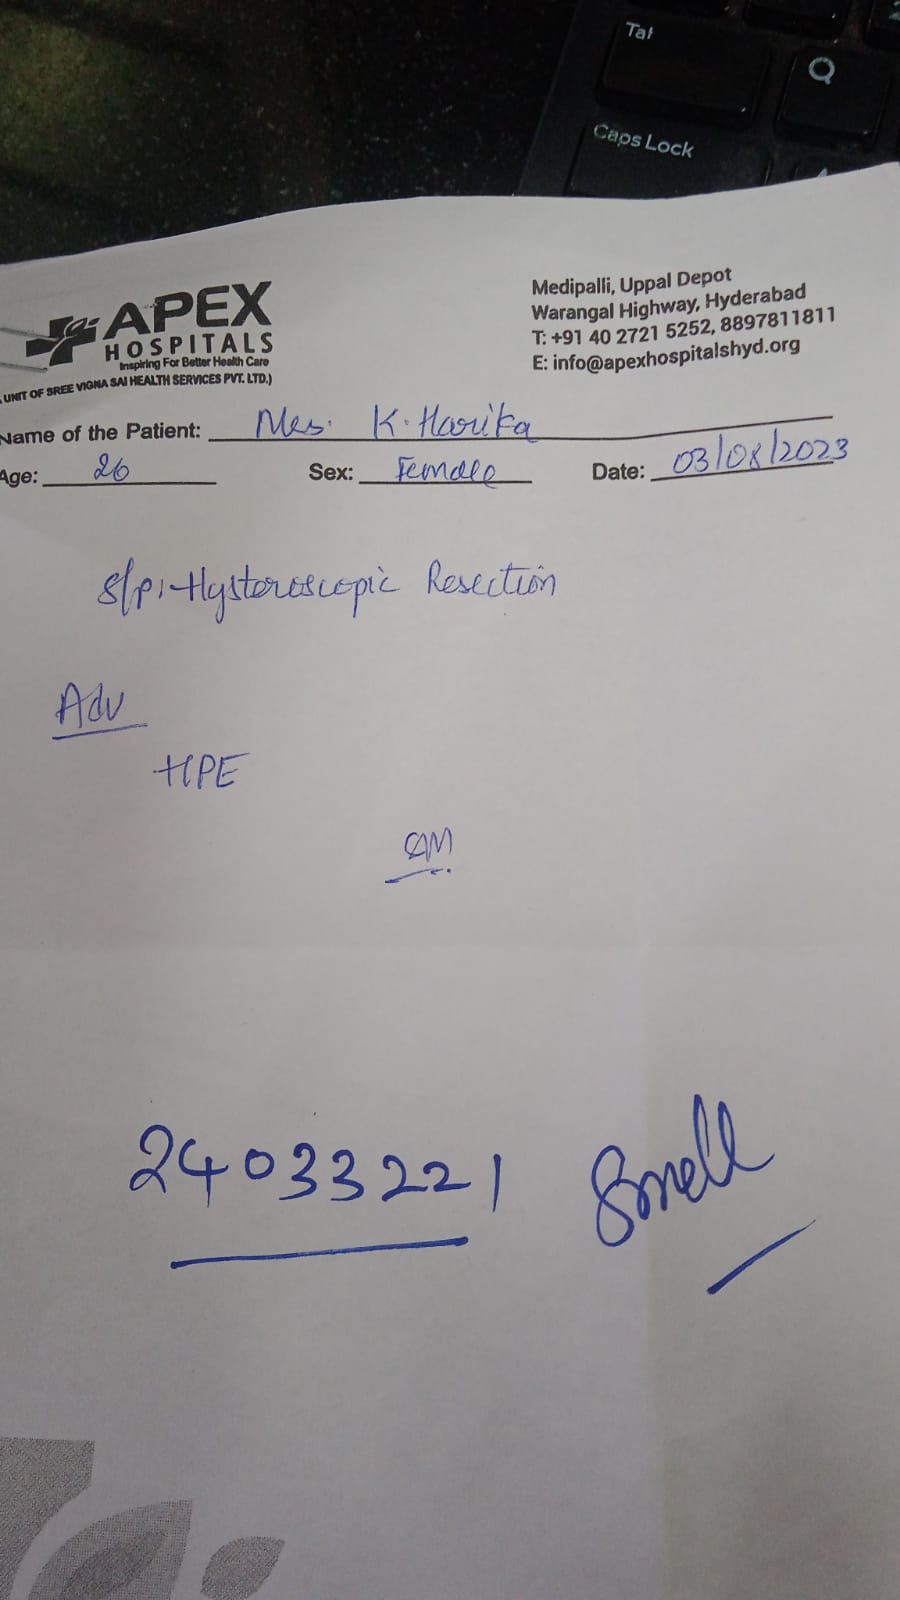 Tab
Q
Caps Lock
APEX
HOSPITALS
Inspiring For Better Health Care
UNIT OF SREE VIGNA SAI HEALTH SERVICES PVT. LTD.)
Medipalli, Uppal Depot
Warangal Highway, Hyderabad
T: +91 40 2721 5252, 8897811811
E: info@apexhospitalshyd.org
Name of the Patient: Mrs. K. Harika
Age: 26 Sex: Female Date: 03/08/2023
S/p:-Hysteroscopic Resection
Adv
HPE
24033221 Small